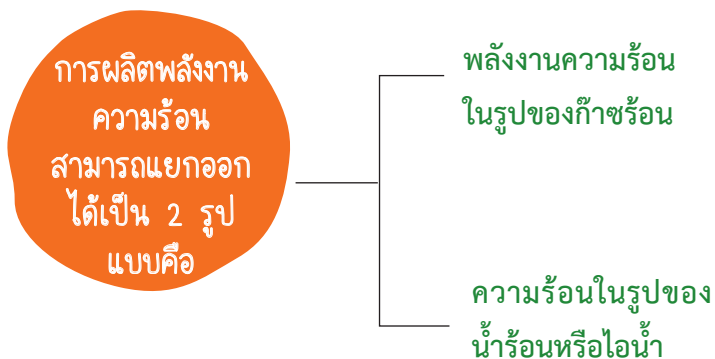 การผลิตพลังงาน
ความร้อน
สามารถแยกออก
ได้เป็น 2 รูป
แบบคือ
พลังงานความร้อน
ในรูปของก๊าซร้อน
ความร้อนในรูปของ
น้ำร้อนหรือไอน้ำ